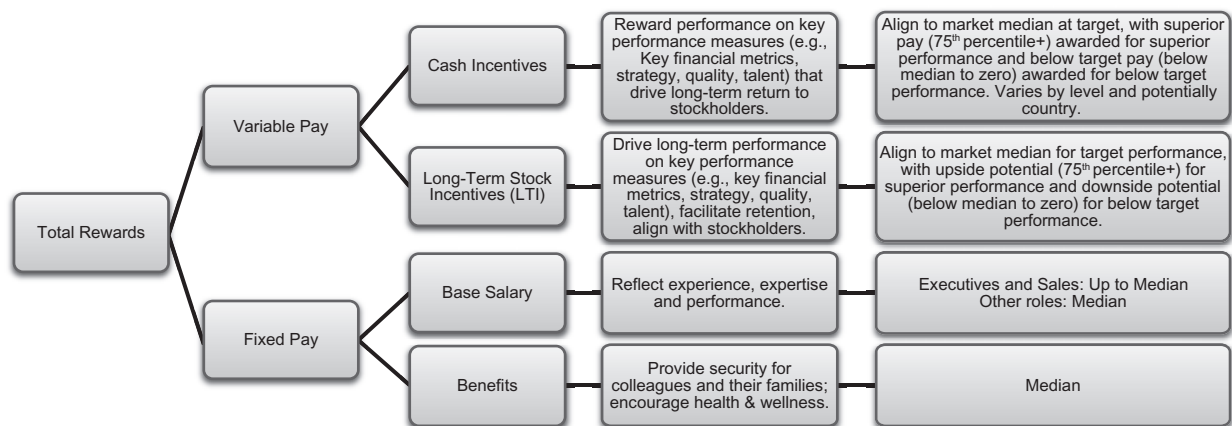 Total Rewards
Variable Pay
Cash Incentives
Reward performance on key
performance measures (e.g.,
Key financial metrics,
strategy, quality, talent) that
drive long-term return to
stockholders.
Align to market median at target, with superior
pay (75th percentile+) awarded for superior
performance and below target pay (below
median to zero) awarded for below target
performance. Varies by level and potentially
country.
Long-Term Stock
Incentives (LTI)
Drive long-term performance
on key performance
measures (e.g., key financial
metrics, strategy, quality,
talent), facilitate retention,
align with stockholders.
Align to market median for target performance,
with upside potential (75th percentile+) for
superior performance and downside potential
(below median to zero) for below target
performance.
Fixed Pay
Base Salary
Reflect experience, expertise
and performance.
Executives and Sales: Up to Median
Other roles: Median
Benefits
Provide security for
colleagues and their families;
encourage health & wellness.
Median